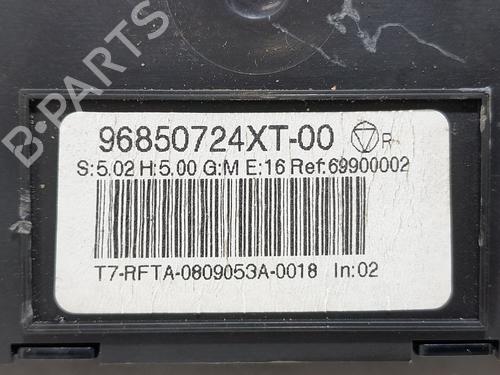 B-PARTS
96850724XT-00 R
S:5.02 H:5.00 G:M E:16 Ref:69900002
T7-RFTA-0809053A-0018 In:02